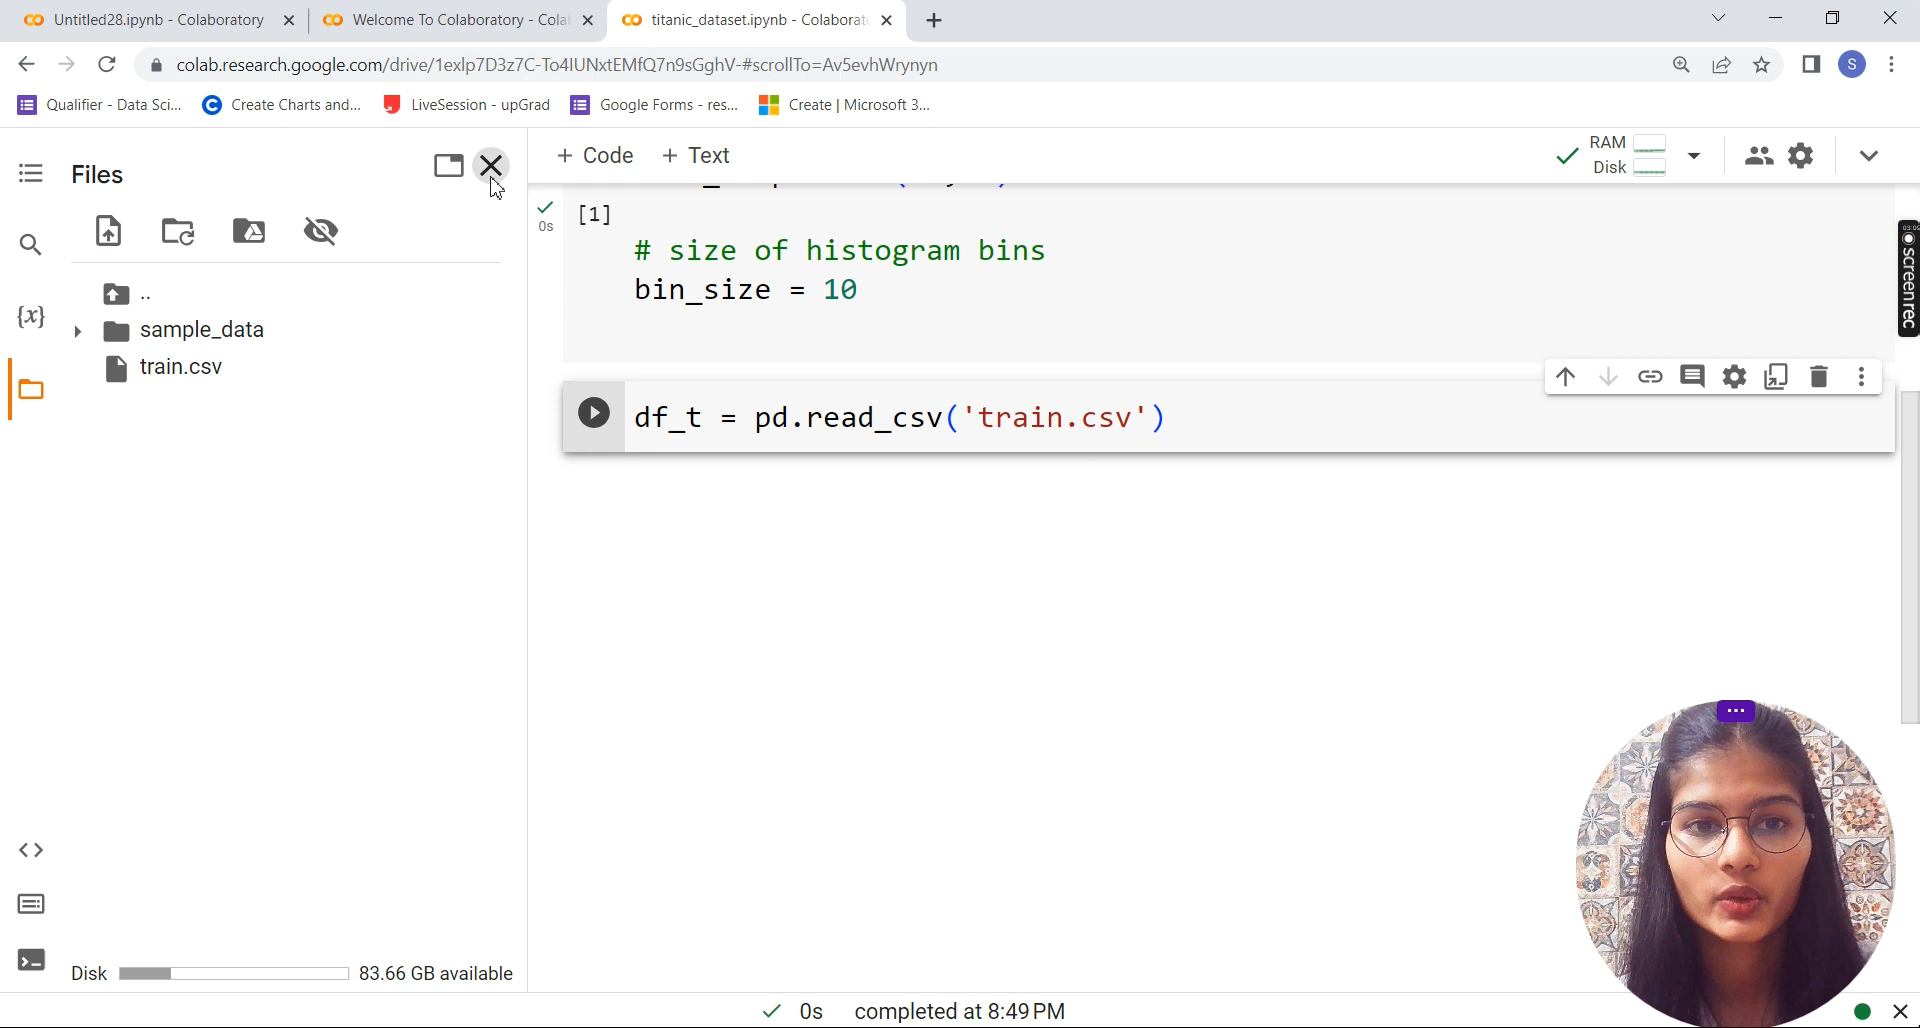 Untitled28.ipynb - Colaboratory
Welcome To Colaboratory - Cola
titanic_dataset.ipynb - Colaborat
colab.research.google.com/drive/1exlp7D3z7C-To4IUNxtEMfQ7n9sGghV-#scrollTo=Av5evhWrynyn
S
Qualifier - Data Sci...
Create Charts and...
LiveSession - upGrad
Google Forms - res...
Create | Microsoft 3...
Files
+ Code + Text
RAM
Disk
0s
[1]
# size of histogram bins
bin_size = 10
..
sample_data
{x}
train.csv
df_t = pd.read_csv('train.csv')
screenrec
Disk 83.66 GB available
0s completed at 8:49 PM